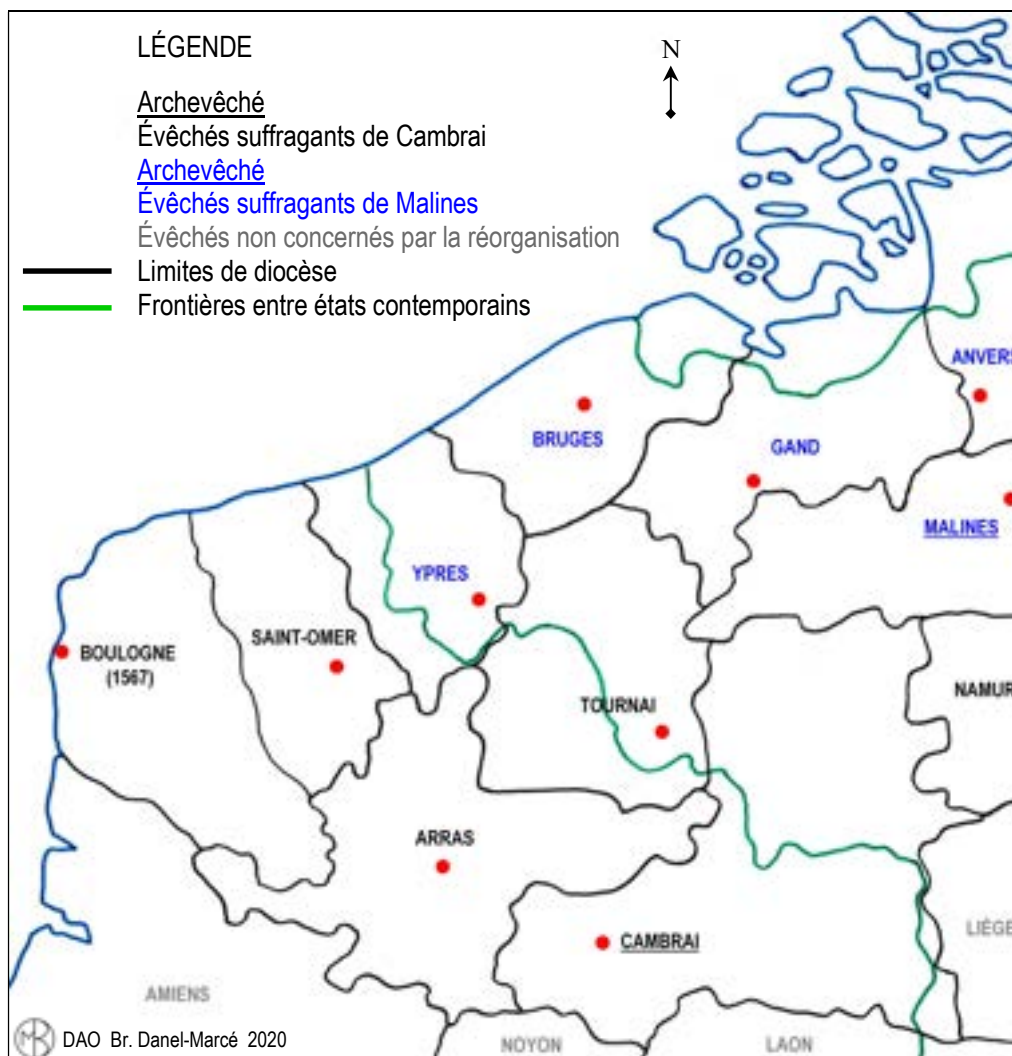 LÉGENDE
N
Archevêché
Évêchés suffragants de Cambrai
Archevêché
Évêchés suffragants de Malines
Évêchés non concernés par la réorganisation
Limites de diocèse
Frontières entre états contemporains
ANVERS
BRUGES
GAND
MALINES
YPRES
SAINT-OMER
BOULOGNE
(1567)
NAMUR
TOURNAI
ARRAS
LIÉGE
CAMBRAI
AMIENS
DAO Br. Danel-Marcé 2020
NOYON
LAON